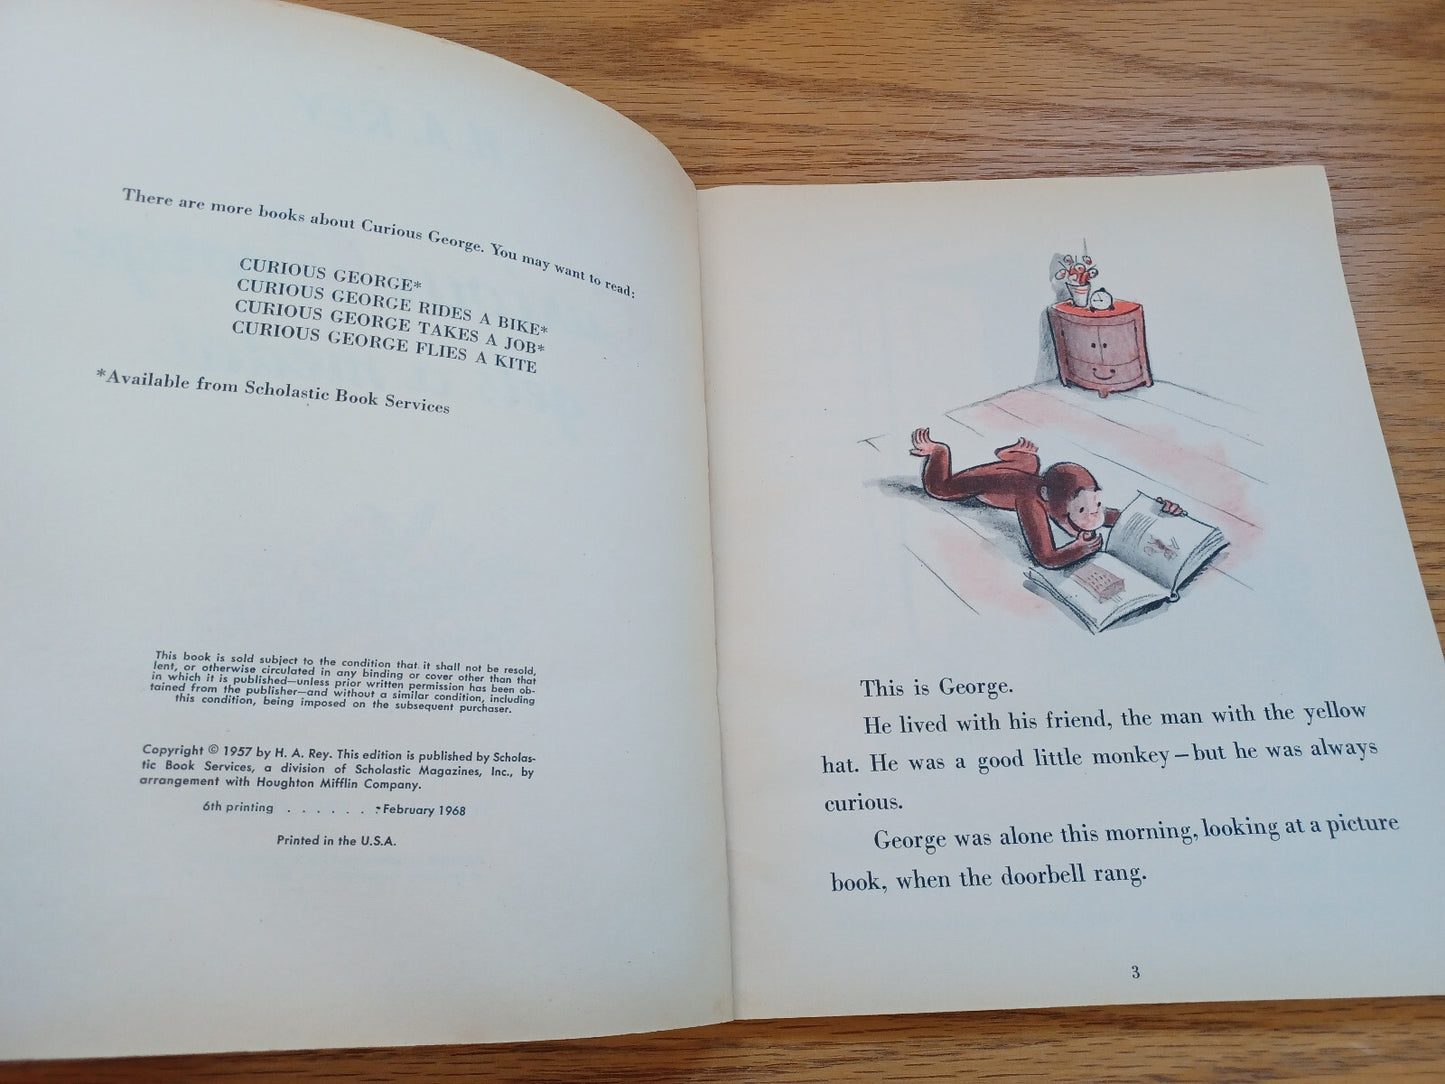 There are more books about Curious George. You may want to read:
CURIOUS GEORGE*
CURIOUS GEORGE RIDES A BIKE*
CURIOUS GEORGE TAKES A JOB*
CURIOUS GEORGE FLIES A KITE
*Available from Scholastic Book Services
This book is sold subject to the condition that it shall not be resold,
lent, or otherwise circulated in any binding or cover other than that
in which it is published—unless prior written permission has been ob-
tained from the publisher—and without a similar condition, including
this condition, being imposed on the subsequent purchaser.
Copyright © 1957 by H. A. Rey. This edition is published by Scholas-
tic Book Services, a division of Scholastic Magazines, Inc., by
arrangement with Houghton Mifflin Company.
6th printing . . . . . . : February 1968
Printed in the U.S.A.
This is George.
He lived with his friend, the man with the yellow
hat. He was a good little monkey—but he was always
curious.
George was alone this morning, looking at a picture
book, when the doorbell rang.
3